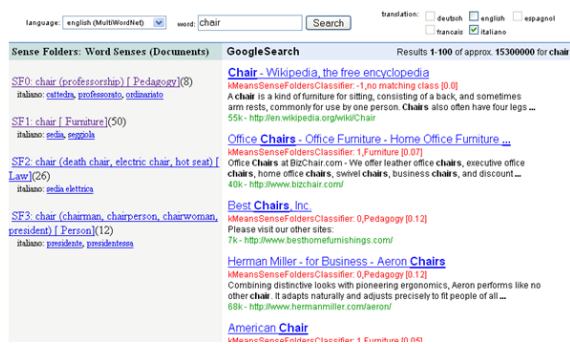 language: english (MultiWordNet) word: chair Search translation: deutsch english espagnol
francais italiano
Sense Folders: Word Senses (Documents)
SF0: chair (professorship) [ Pedagogy](8)
italiano: cattedra, professorato, ordinariato
SF1: chair [ Furniture](50)
italiano: sedia, seggiola
SF2: chair (death chair, electric chair, hot seat) [
Law](26)
italiano: sedia elettrica
SF3: chair (chairman, chairperson, chairwoman,
president) [ Person](12)
italiano: presidente, presidentessa
GoogleSearch Results 1-100 of approx. 15300000 for chair
Chair - Wikipedia, the free encyclopedia
kMeansSenseFoldersClassifier: -1,no matching class [0.0]
A chair is a kind of furniture for sitting, consisting of a back, and sometimes
arm rests, commonly for use by one person. Chairs also often have four legs ...
55k - http://en.wikipedia.org/wiki/Chair
Office Chairs - Office Furniture - Home Office Furniture ...
kMeansSenseFoldersClassifier: 1,Furniture [0.07]
Office Chairs at BizChair.com - We offer leather office chairs, executive office
chairs, home office chairs, swivel chairs, business chairs, and discount ...
40k - http://www.bizchair.com/
Best Chairs, Inc.
kMeansSenseFoldersClassifier: 0,Pedagogy [0.12]
Please visit our other sites:
7k - http://www.besthomefurnishings.com/
Herman Miller - for Business - Aeron Chairs
kMeansSenseFoldersClassifier: 0,Pedagogy [0.12]
Combining distinctive looks with pioneering ergonomics, Aeron performs like no
other chair. It adapts naturally and adjusts precisely to fit people of all ...
68k - http://www.hermanmiller.com/aeron/
American Chair
kMeansSenseFoldersClassifier: 1,Furniture [0.05]